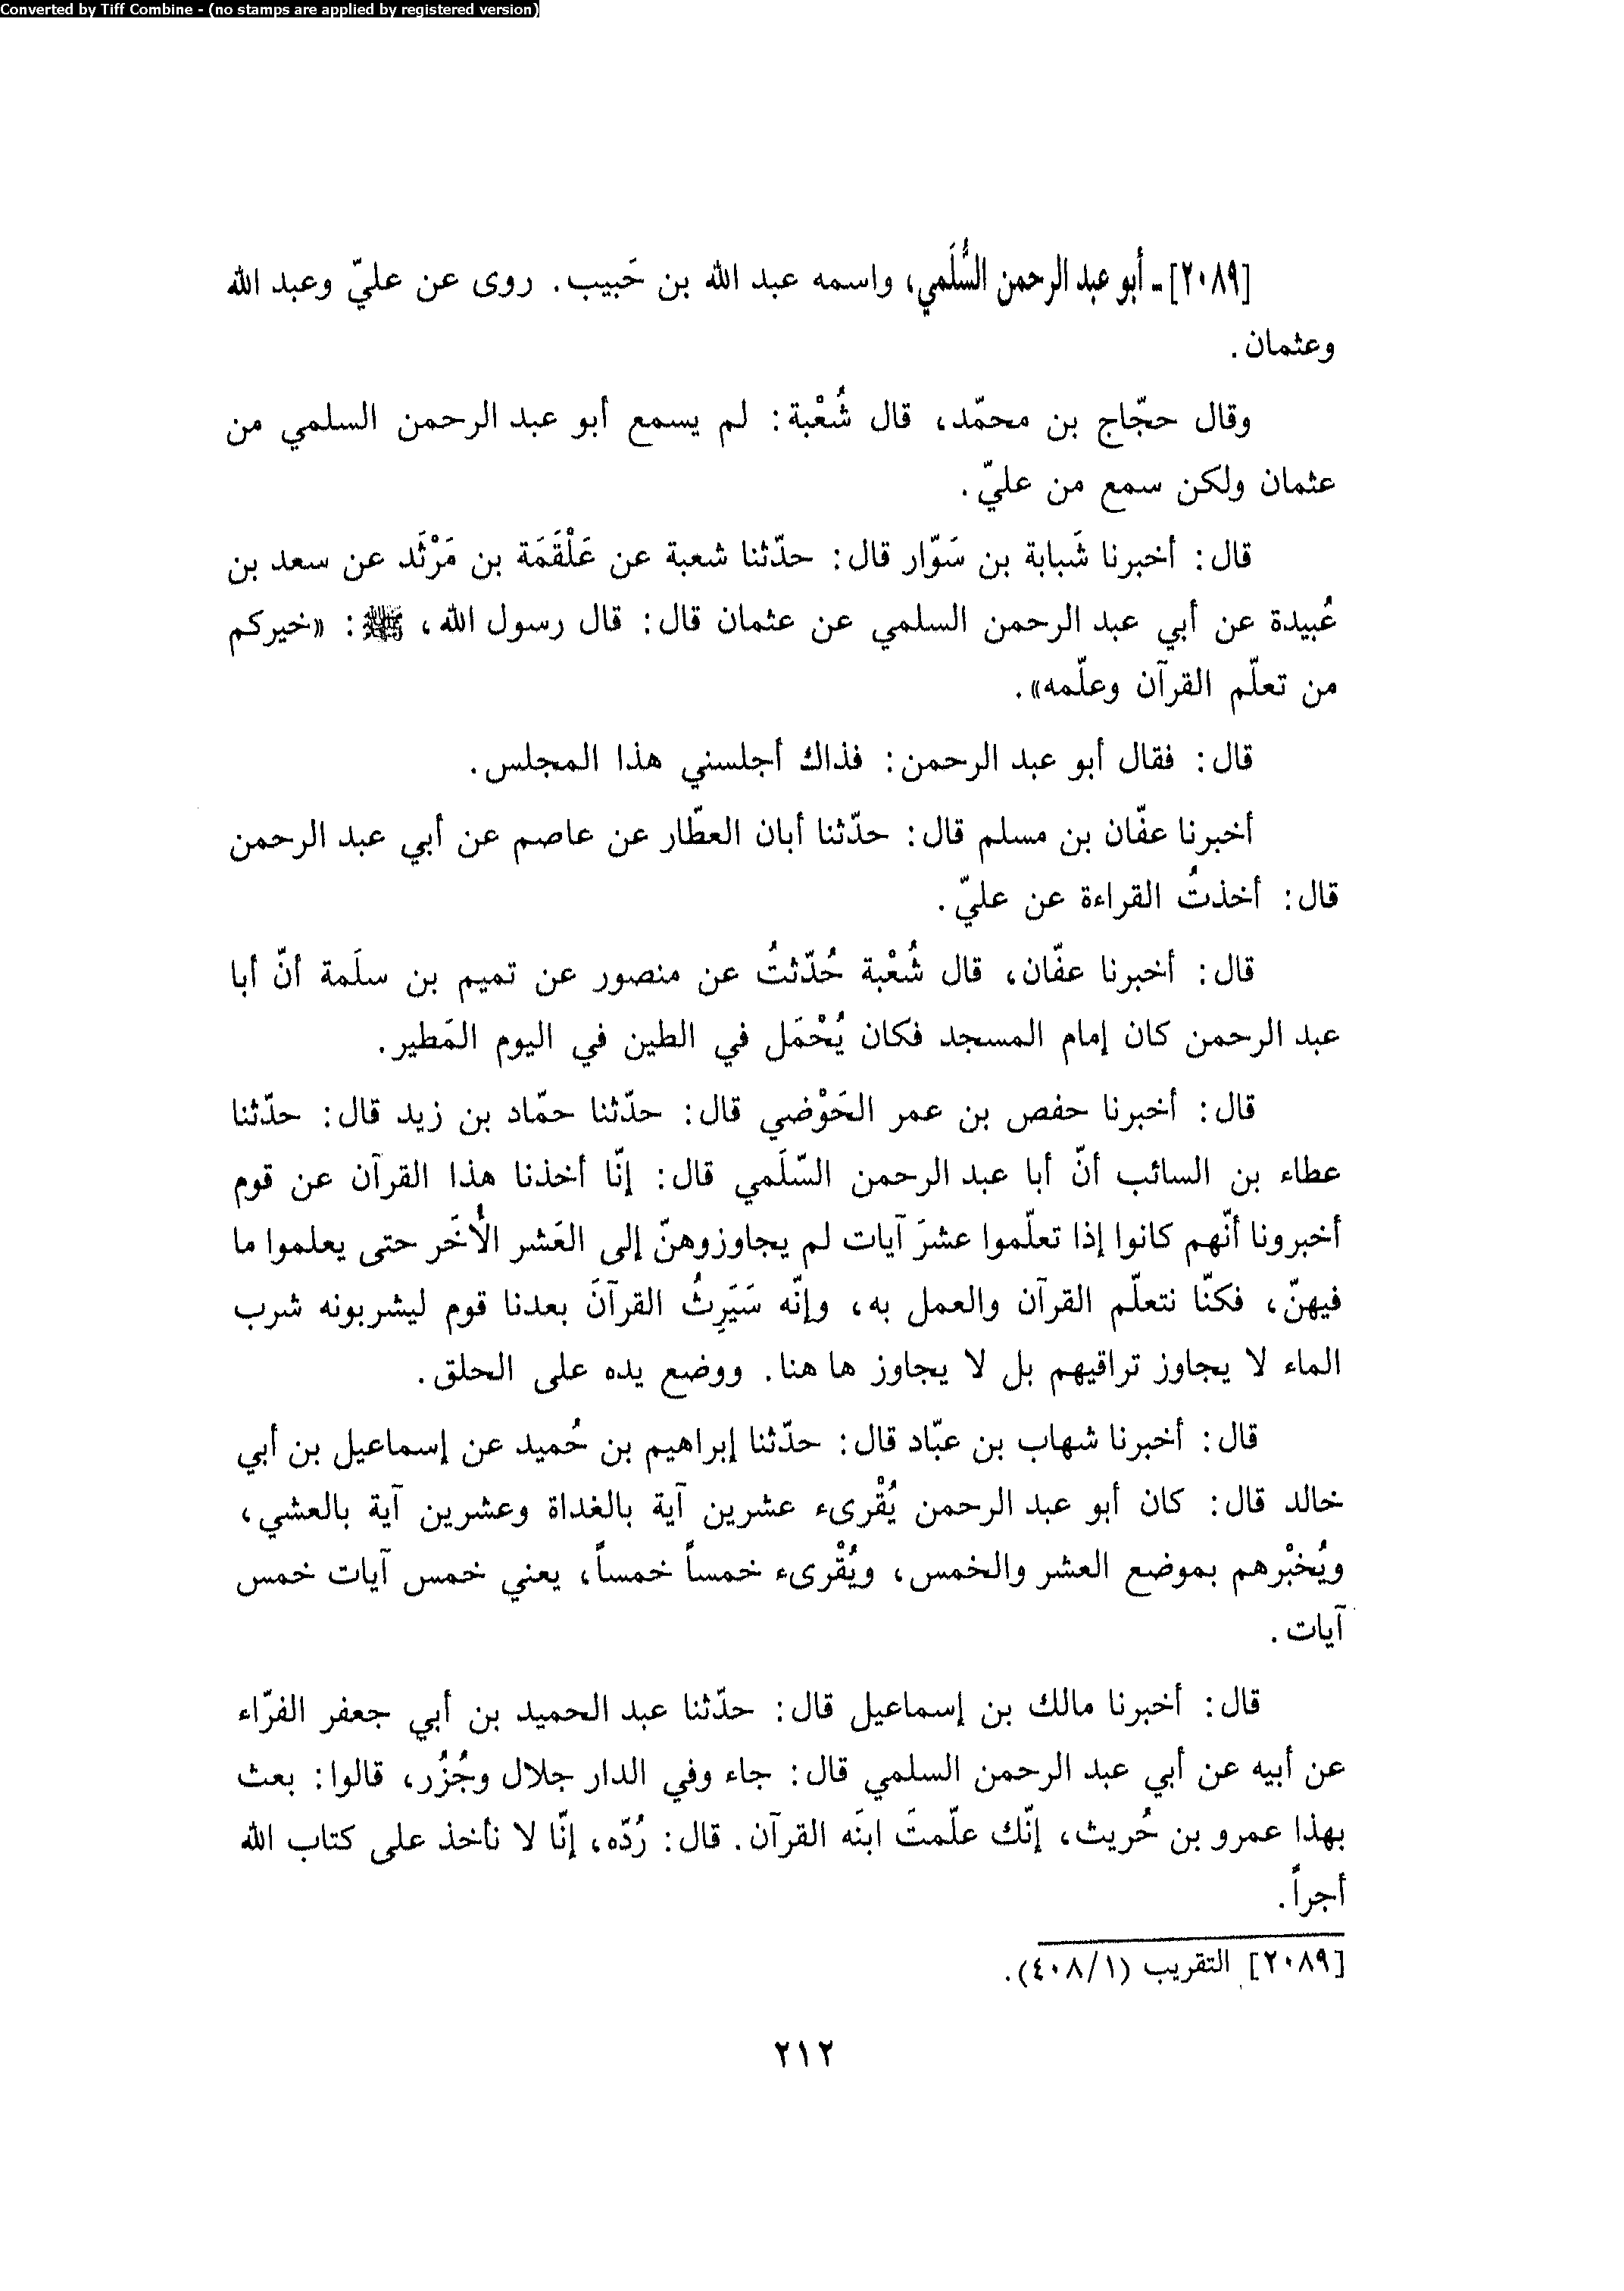 Converted by Tiff Combine - (no stamps are applied by registered version)
[٢٠٨٩]ـ أبو عبد الرحمن السُّلَمي، واسمه عبد الله بن حَبيب. روى عن عليّ وعبد الله
وعثمان.
وقال حجّاج بن محمّد، قال شُعْبة: لم يسمع أبو عبد الرحمن السلمي من
عثمان ولكن سمع من عليّ.
قال: أخبرنا شَبابة بن سَوّار قال: حدّثنا شعبة عن عَلْقَمَة بن مَرْثَد عن سعد بن
عُبيدة عن أبي عبد الرحمن السلمي عن عثمان قال: قال رسول الله، ﷺ: «خيركم
من تعلّم القرآن وعلّمه».
قال: فقال أبو عبد الرحمن: فذاك أجلسني هذا المجلس.
أخبرنا عفّان بن مسلم قال: حدّثنا أبان العطّار عن عاصم عن أبي عبد الرحمن
قال: أخذتُ القراءة عن عليّ.
قال: أخبرنا عفّان، قال شُعْبة حُدّثتُ عن منصور عن تميم بن سلَمة أنّ أبا
عبد الرحمن كان إمام المسجد فكان يُحْمَل في الطين في اليوم المَطير.
قال: أخبرنا حفص بن عمر الحَوْضي قال: حدّثنا حمّاد بن زيد قال: حدّثنا
عطاء بن السائب أنّ أبا عبد الرحمن السّلَمي قال: إنّا أخذنا هذا القرآن عن قوم
أخبرونا أنّهم كانوا إذا تعلّموا عشرَ آيات لم يجاوزوهنّ إلى العَشر الأُخَر حتى يعلموا ما
فيهنّ، فكنّا نتعلّم القرآن والعمل به، وإنّه سَيَرِثُ القرآنَ بعدنا قوم ليشربونه شرب
الماء لا يجاوز تراقيهم بل لا يجاوز ها هنا. ووضع يده على الحلق.
قال: أخبرنا شهاب بن عبّاد قال: حدّثنا إبراهيم بن حُميد عن إسماعيل بن أبي
خالد قال: كان أبو عبد الرحمن يُقْرىء عشرين آية بالغداة وعشرين آية بالعشي،
ويُخبْرهم بموضع العشر والخمس، ويُقْرىء خمساً خمساً، يعني خمس آيات خمس
آيات.
قال: أخبرنا مالك بن إسماعيل قال: حدّثنا عبد الحميد بن أبي جعفر الفرّاء
عن أبيه عن أبي عبد الرحمن السلمي قال: جاء وفي الدار جلال وجُزُر، قالوا: بعث
بهذا عمرو بن حُريث، إنّك علّمتَ ابنَه القرآن. قال: رُدّه، إنّا لا نأخذ على كتاب الله
أجراً.
[٢٠٨٩] التقريب (٤٠٨/١).
٢١٢